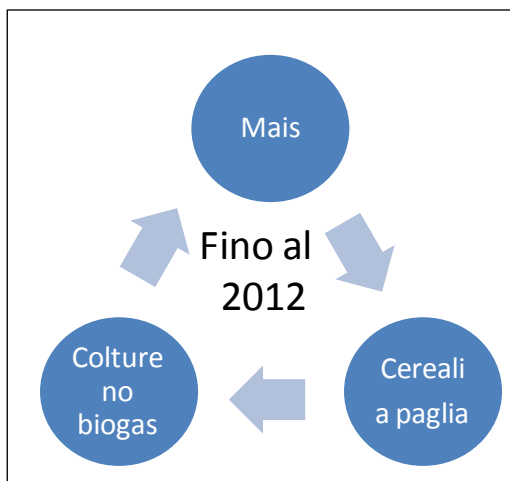 Mais
Fino al
2012
Colture
no
biogas
Cereali
a paglia